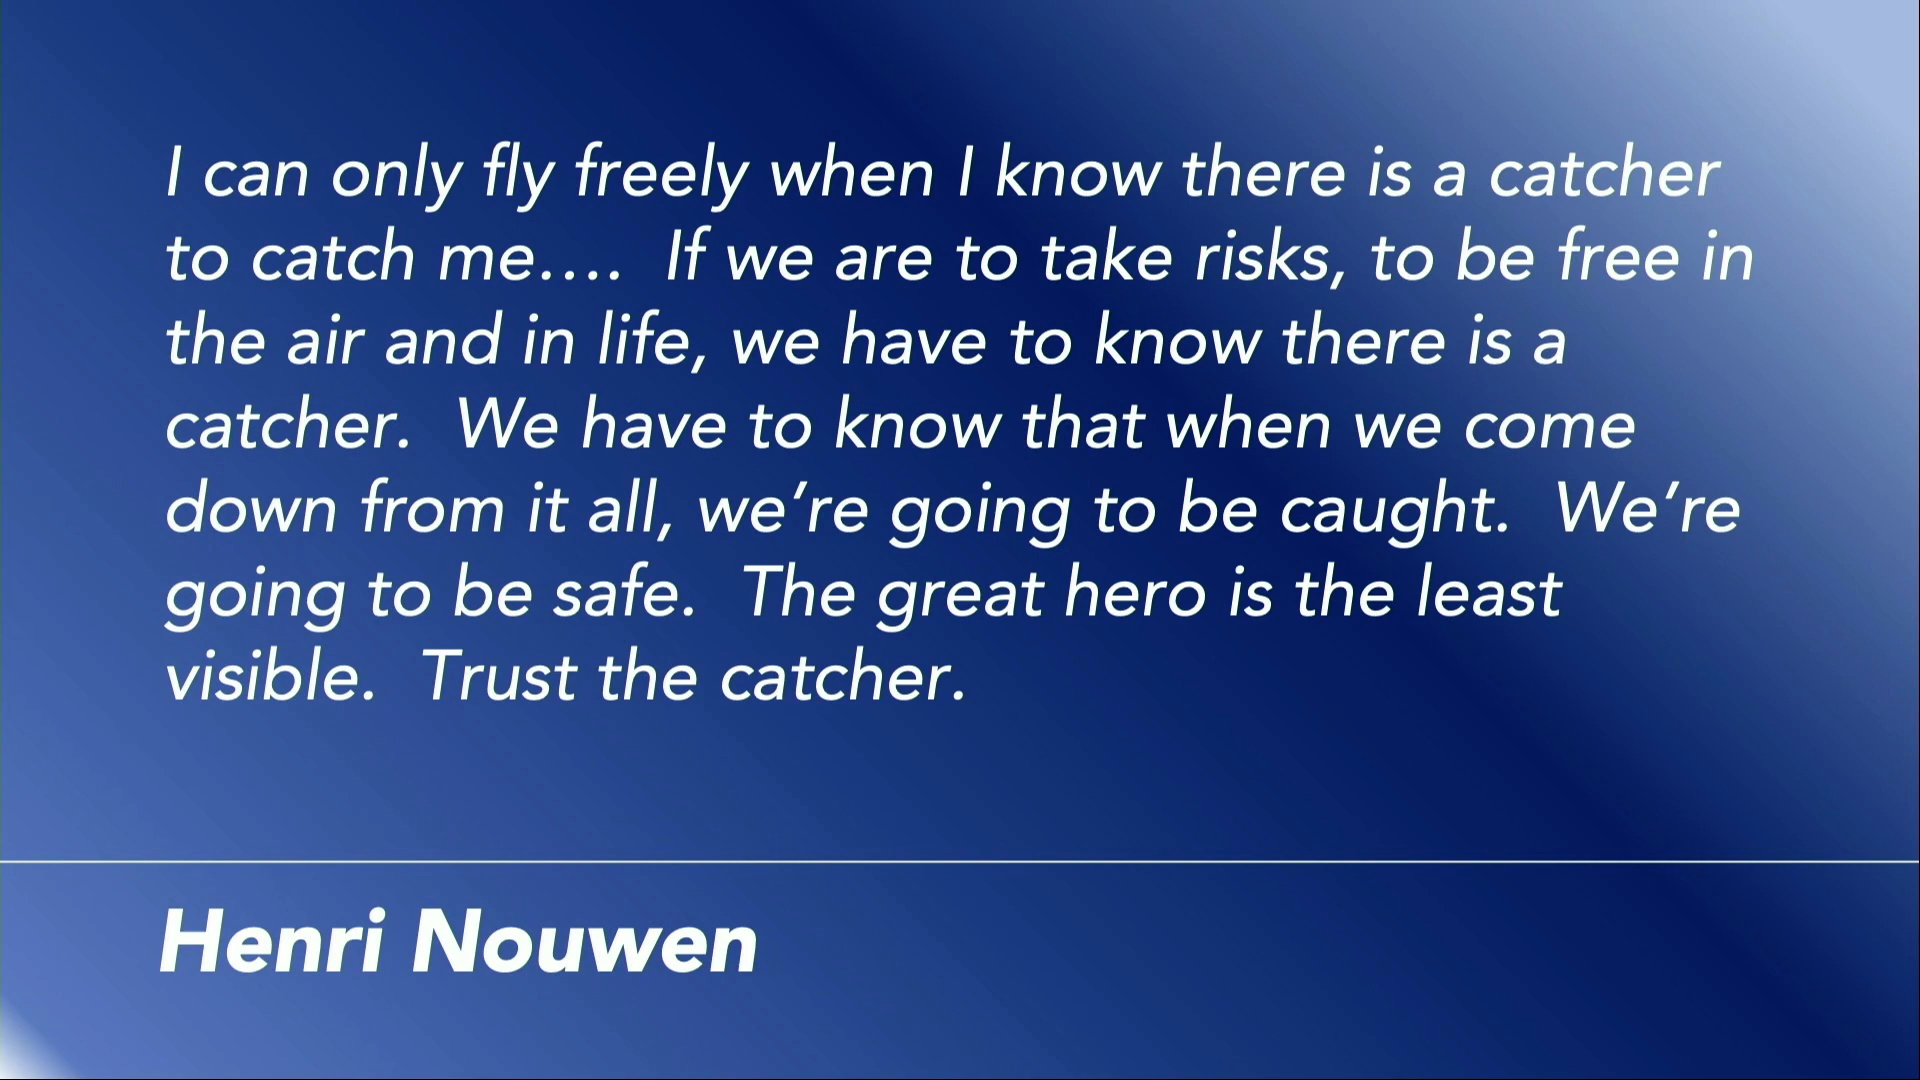 I can only fly freely when I know there is a catcher
to catch me.... If we are to take risks, to be free in
the air and in life, we have to know there is a
catcher. We have to know that when we come
down from it all, we’re going to be caught. We’re
going to be safe. The great hero is the least
visible. Trust the catcher.
Henri Nouwen